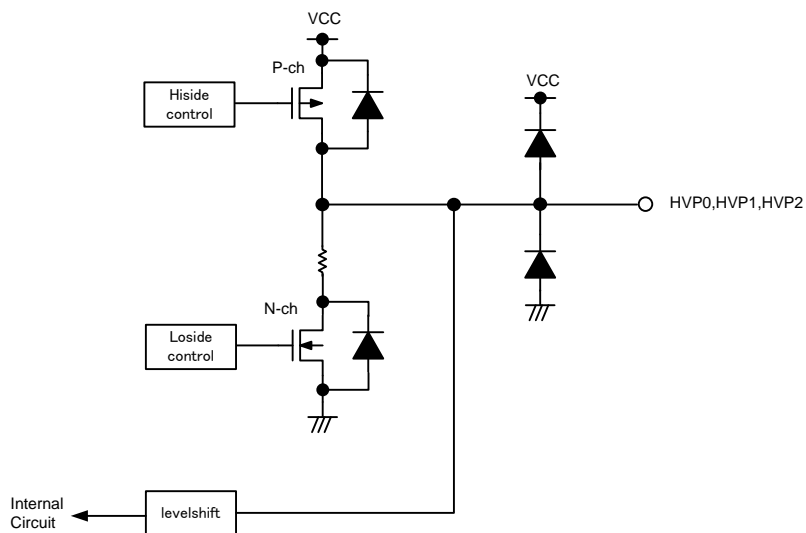 VCC
P-ch
Hiside
control
VCC
HVP0,HVP1,HVP2
N-ch
Loside
control
Internal
Circuit
levelshift